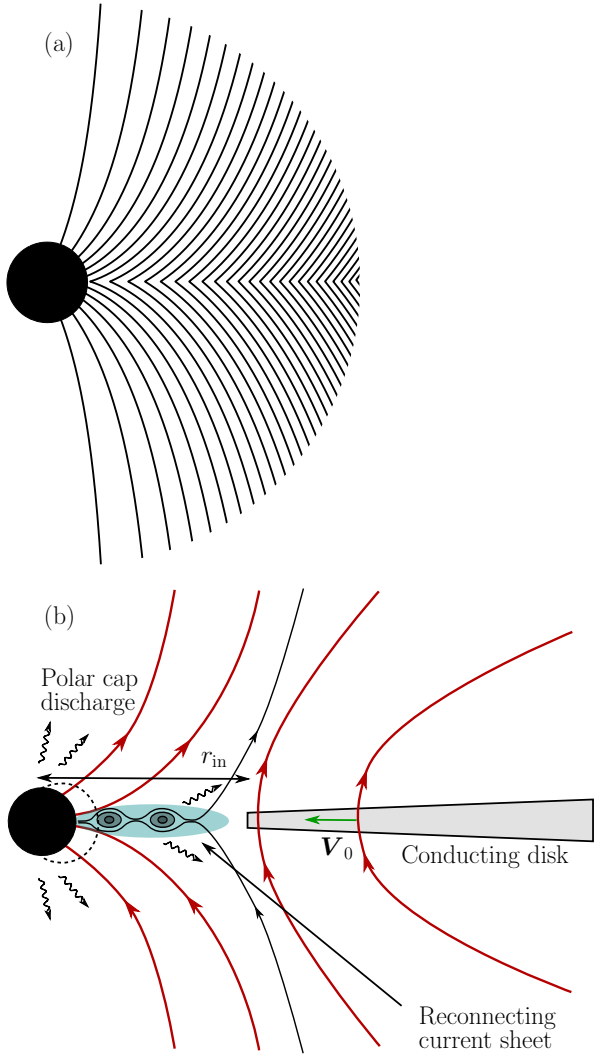 (a)
(b)
Polar cap
discharge
r_in
V_0
Conducting disk
Reconnecting
current sheet